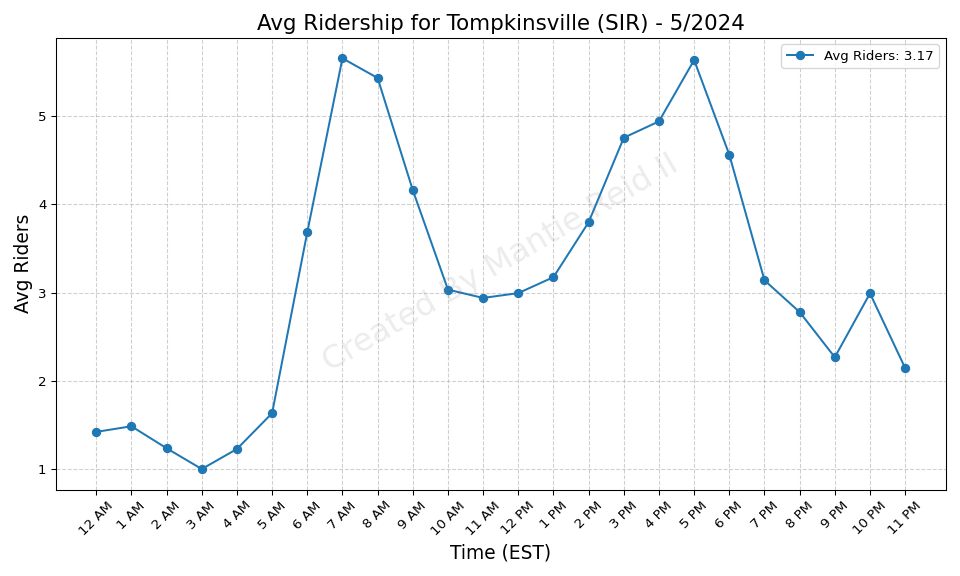 Avg Ridership for Tompkinsville (SIR) - 5/2024
Avg Riders: 3.17
Avg Riders
5
4
3
2
1
Created By Mantie Reid II
12 AM
1 AM
2 AM
3 AM
4 AM
5 AM
6 AM
7 AM
8 AM
9 AM
10 AM
11 AM
12 PM
1 PM
2 PM
3 PM
4 PM
5 PM
6 PM
7 PM
8 PM
9 PM
10 PM
11 PM
Time (EST)